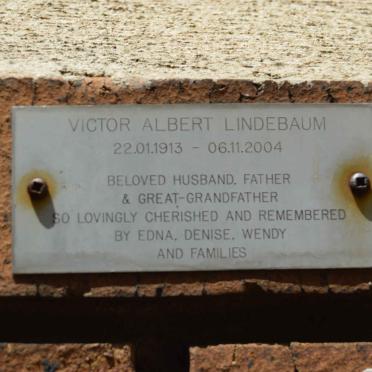 VICTOR ALBERT LINDEBAUM
22.01.1913 - 06.11.2004
BELOVED HUSBAND, FATHER
& GREAT-GRANDFATHER
SO LOVINGLY CHERISHED AND REMEMBERED
BY EDNA, DENISE, WENDY
AND FAMILIES